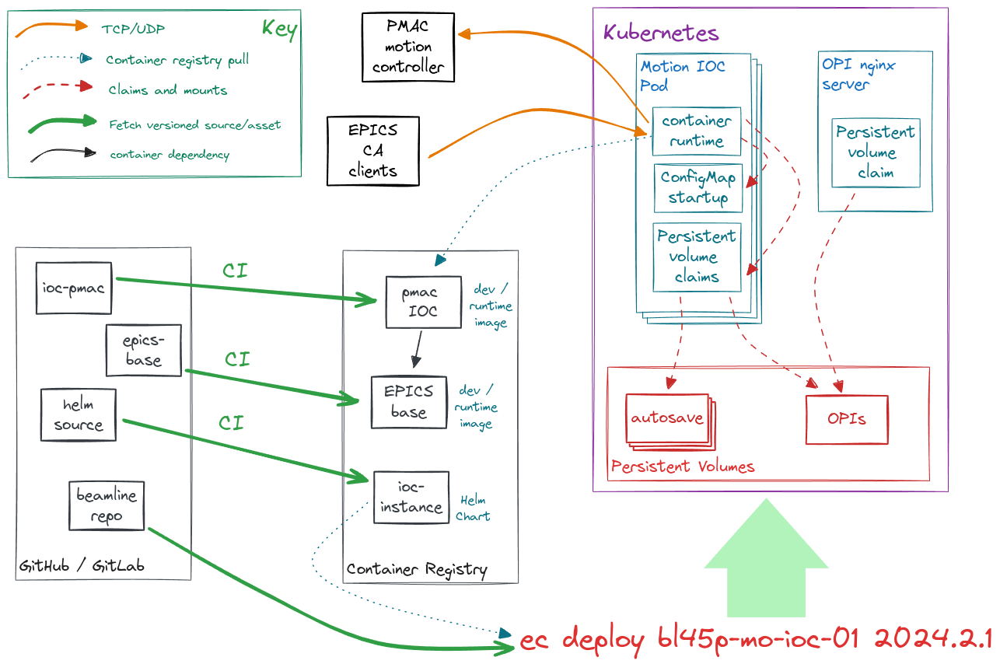 Key
TCP/UDP
Container registry pull
Claims and mounts
Fetch versioned source/asset
container dependency
PMAC
motion
controller
EPICS
CA
clients
Kubernetes
Motion IOC
Pod
container
runtime
ConfigMap
startup
Persistent
volume
claims
OPI nginx
server
Persistent
volume
claim
autosave
OPIs
Persistent Volumes
ioc-pmac
epics-
base
helm
source
beamline
repo
GitHub / GitLab
CI
CI
CI
pmac
IOC
dev /
runtime
image
EPICS
base
dev /
runtime
image
ioc-
instance
Helm
Chart
Container Registry
ec deploy bl45p-mo-ioc-01 2024.2.1